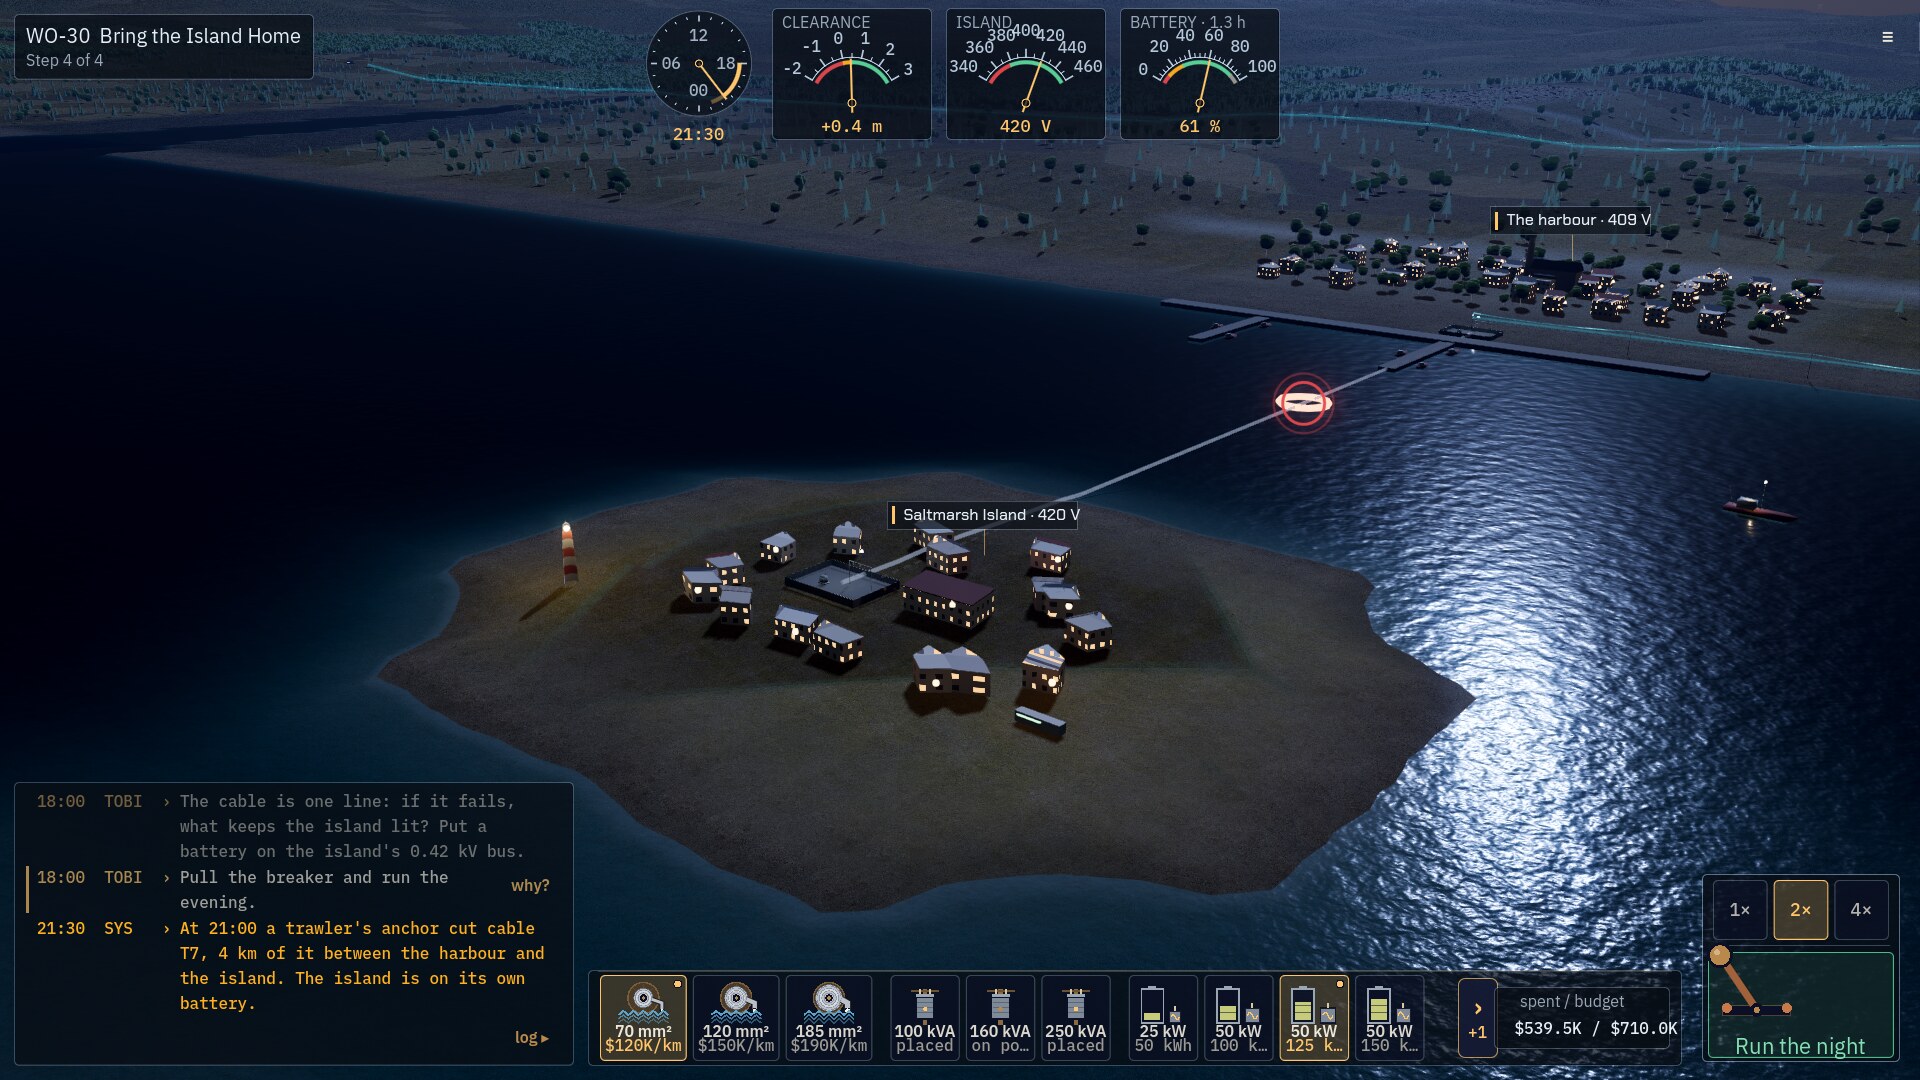 WO-30 Bring the Island Home
Step 4 of 4
12
06
18
00
21:30
CLEARANCE
-2
-1
0
1
2
3
+0.4 m
ISLAND
340
360
380
400
420
440
460
420 V
BATTERY · 1.3 h
0
20
40
60
80
100
61 %
≡
The harbour · 409 V
Saltmarsh Island · 420 V
18:00 TOBI › The cable is one line: if it fails,
what keeps the island lit? Put a
battery on the island's 0.42 kV bus.
18:00 TOBI › Pull the breaker and run the
evening.
why?
21:30 SYS › At 21:00 a trawler's anchor cut cable
T7, 4 km of it between the harbour and
the island. The island is on its own
battery.
log ▸
70 mm²
$120K/km
120 mm²
$150K/km
185 mm²
$190K/km
100 kVA
placed
160 kVA
on po…
250 kVA
placed
25 kW
50 kWh
50 kW
100 k…
50 kW
125 k…
50 kW
150 k…
›
+1
spent / budget
$539.5K / $710.0K
1×
2×
4×
Run the night